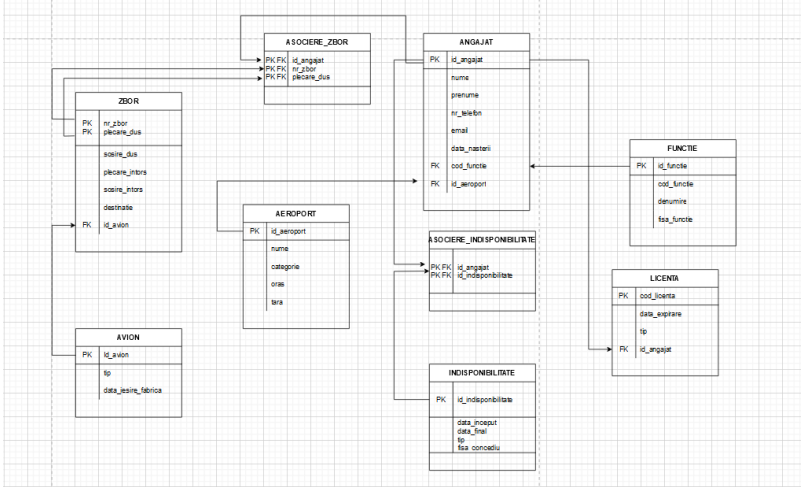 ASOCIERE_ZBOR
PK FK id_angajat
PK FK nr_zbor
PK FK plecare_dus
ANGAJAT
PK id_angajat
nume
prenume
nr_telefon
email
data_nasterii
FK cod_functie
FK id_aeroport
ZBOR
PK nr_zbor
PK plecare_dus
sosire_dus
plecare_intors
sosire_intors
destinatie
FK id_avion
FUNCTIE
PK id_functie
cod_functie
denumire
fisa_functie
AEROPORT
PK id_aeroport
nume
categorie
oras
tara
ASOCIERE_INDISPONIBILITATE
PK FK id_angajat
PK FK id_indisponibilitate
LICENTA
PK cod_licenta
data_expirare
tip
FK id_angajat
AVION
PK id_avion
tip
data_iesire_fabrica
INDISPONIBILITATE
PK id_indisponibilitate
data_inceput
data_final
tip
fisa_concediu